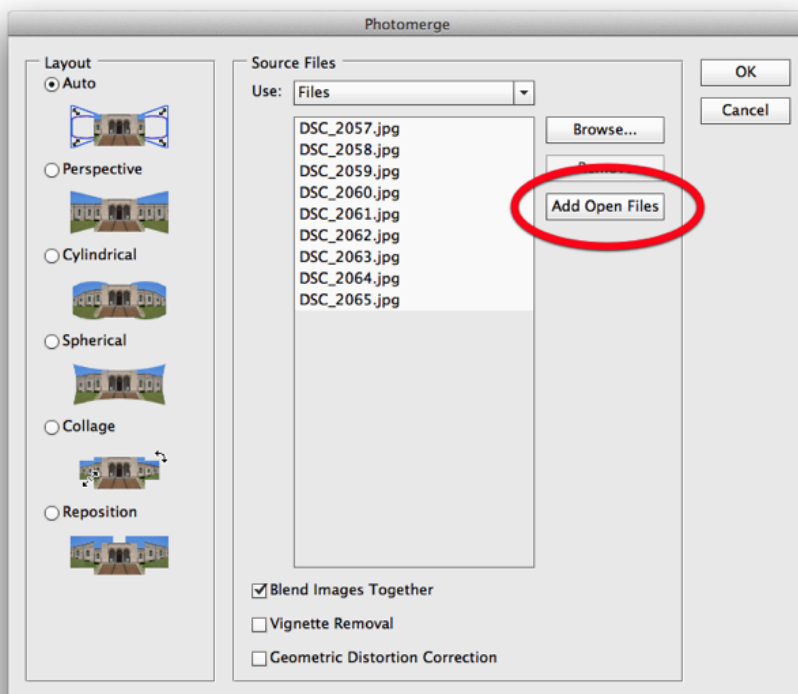 Photomerge
Layout
Auto
Perspective
Cylindrical
Spherical
Collage
Reposition
Source Files
Use: Files
DSC_2057.jpg
DSC_2058.jpg
DSC_2059.jpg
DSC_2060.jpg
DSC_2061.jpg
DSC_2062.jpg
DSC_2063.jpg
DSC_2064.jpg
DSC_2065.jpg
Browse...
Remove
Add Open Files
Blend Images Together
Vignette Removal
Geometric Distortion Correction
OK
Cancel